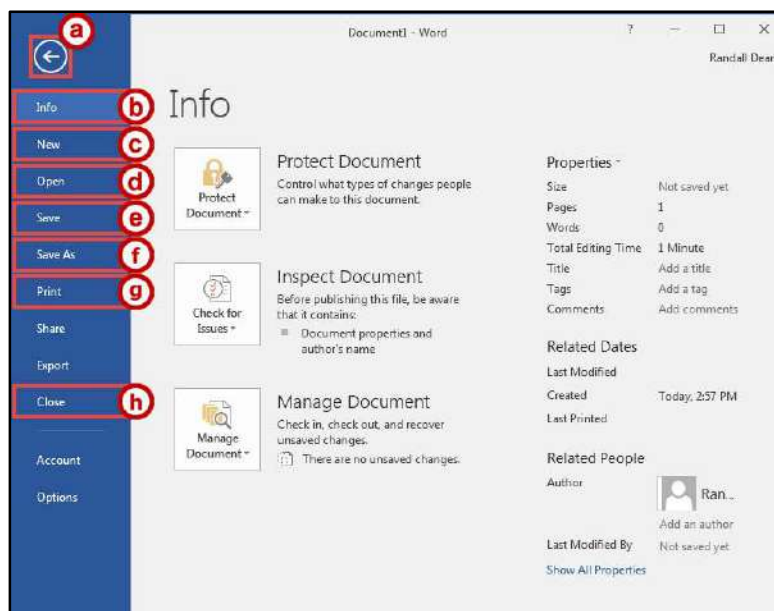 a
Document1 - Word
?
Randall Dean
Info
b
New
c
Open
d
Save
e
Save As
f
Print
g
Share
Export
Close
h
Account
Options
Info
Protect Document
Control what types of changes people
can make to this document.
Protect
Document
Inspect Document
Before publishing this file, be aware
that it contains:
Document properties and
author's name
Check for
Issues
Manage Document
Check in, check out, and recover
unsaved changes.
There are no unsaved changes.
Manage
Document
Properties
Size Not saved yet
Pages 1
Words 0
Total Editing Time 1 Minute
Title Add a title
Tags Add a tag
Comments Add comments
Related Dates
Last Modified
Created Today, 2:57 PM
Last Printed
Related People
Author Ran...
Add an author
Last Modified By Not saved yet
Show All Properties